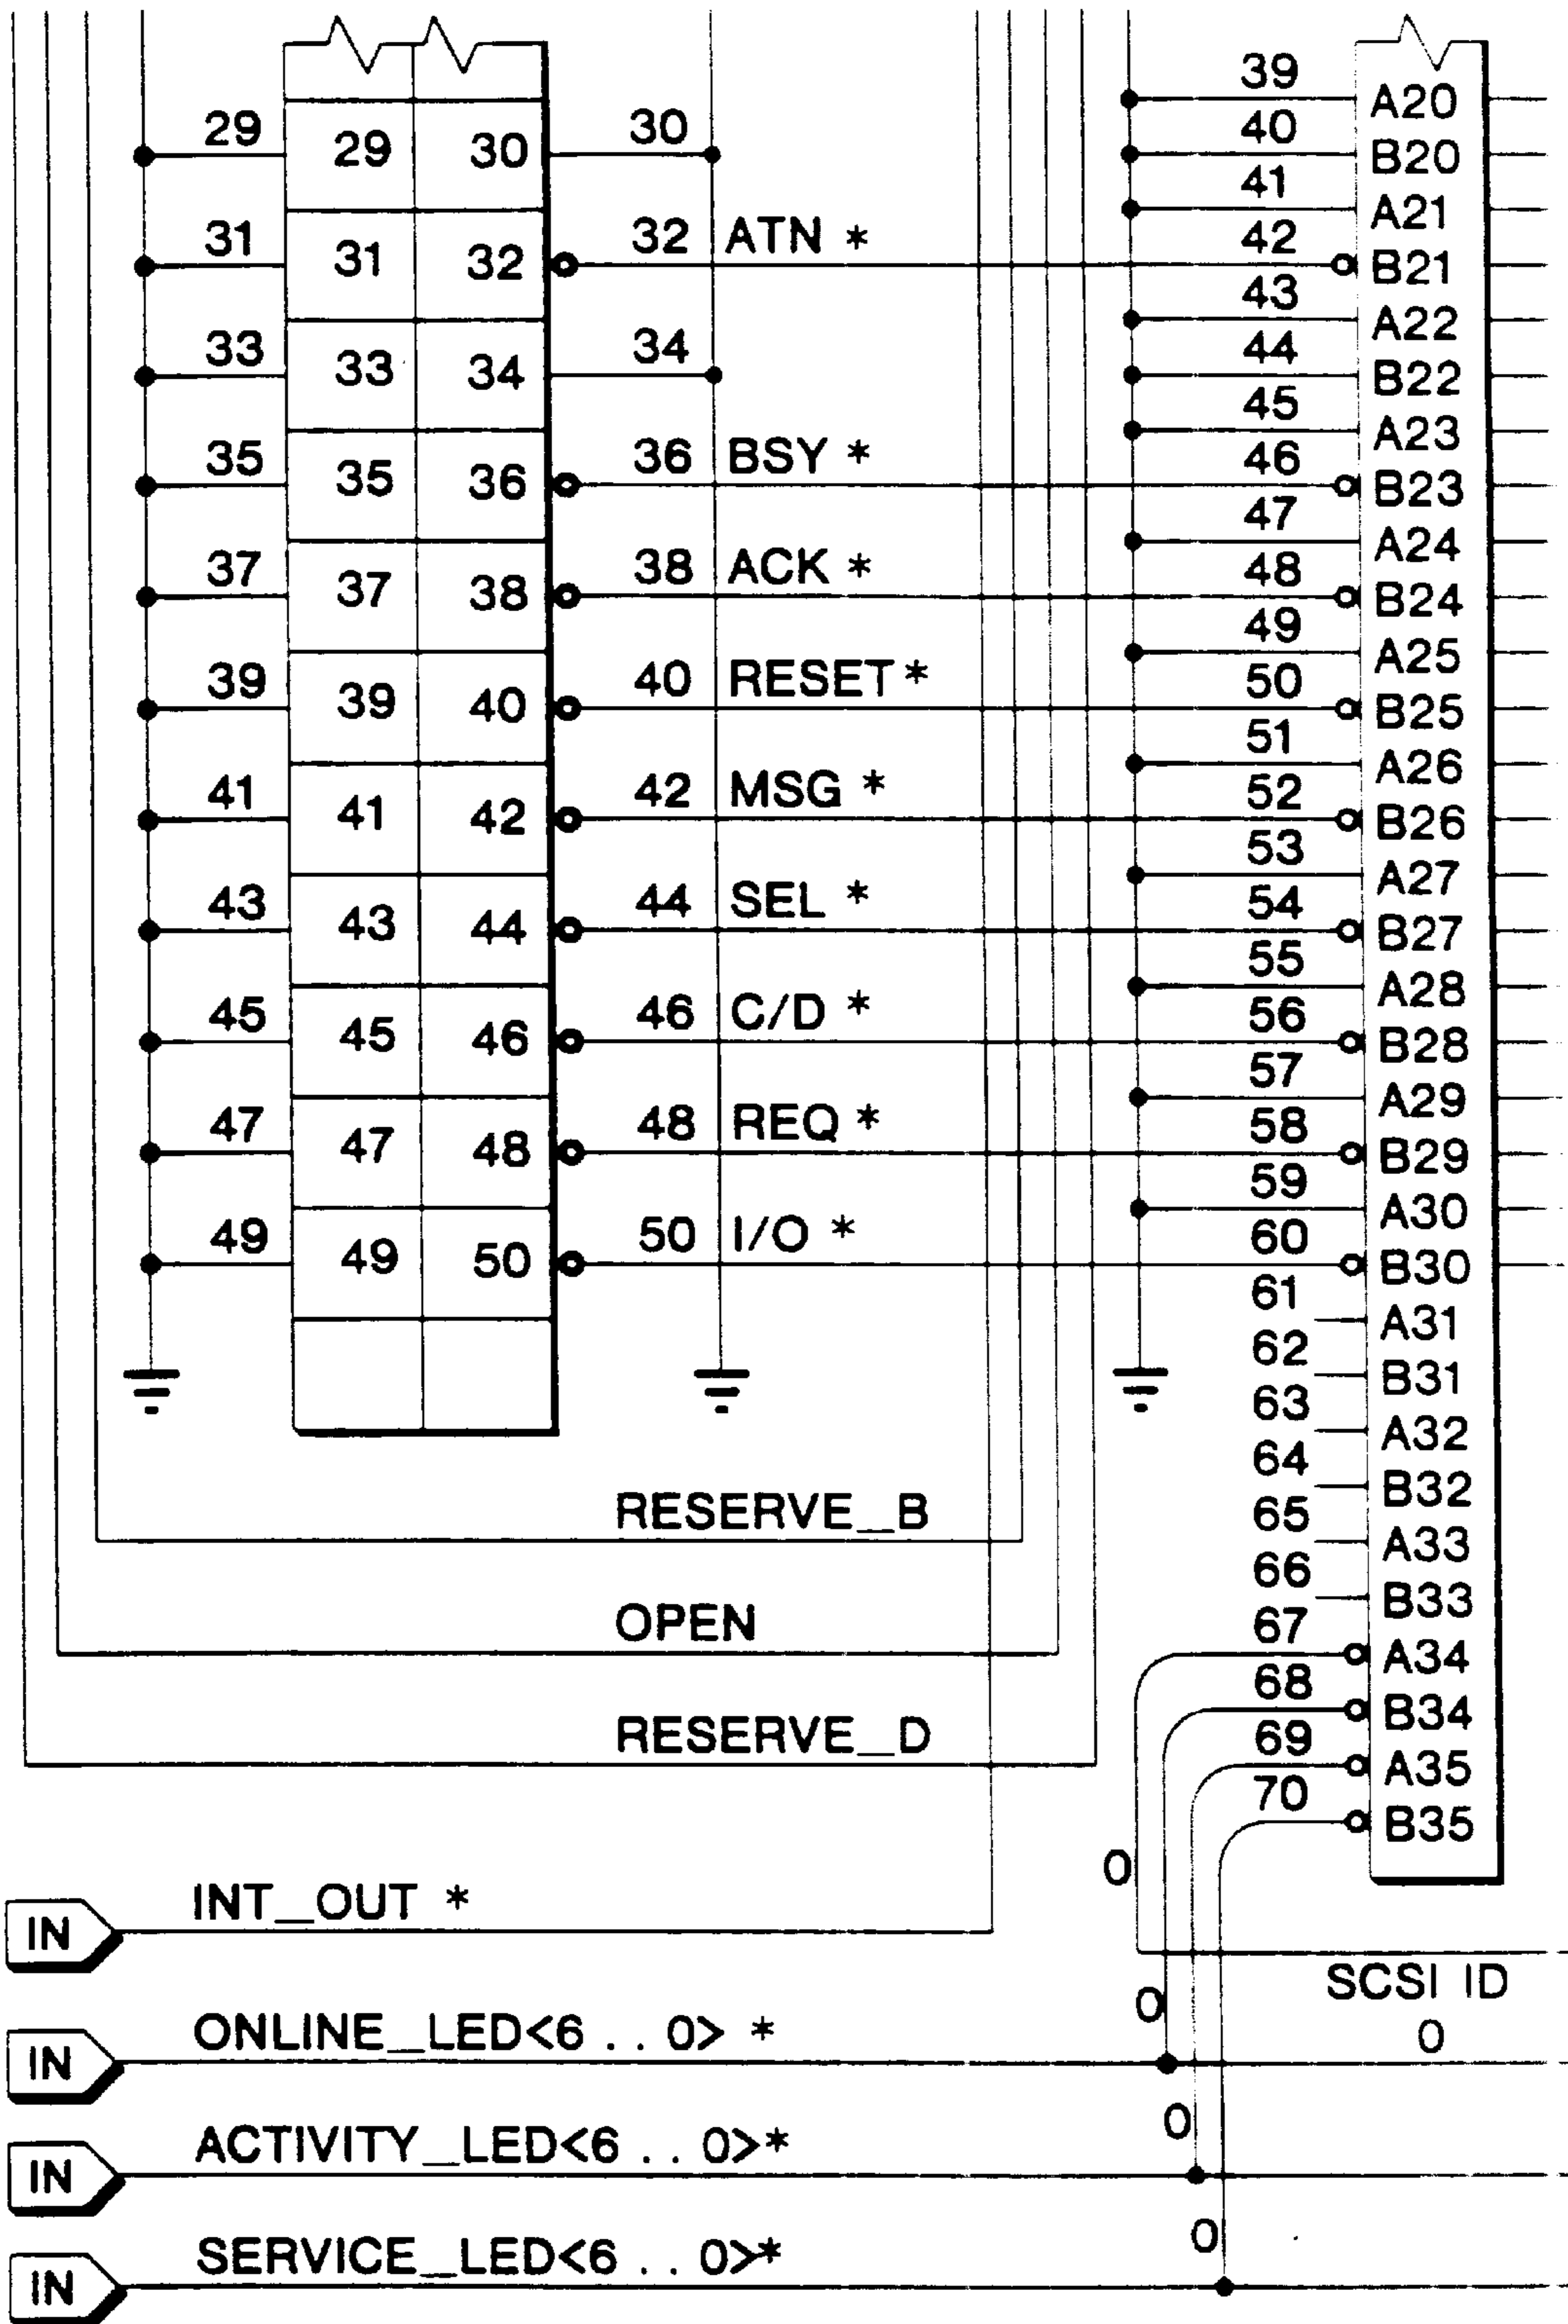 39 A20
29 29 30 30
40 B20
41 A21
31 31 32 32 ATN *
42 B21
43 A22
33 33 34 34
44 B22
45 A23
35 35 36 36 BSY *
46 B23
47 A24
37 37 38 38 ACK *
48 B24
49 A25
39 39 40 40 RESET *
50 B25
51 A26
41 41 42 42 MSG *
52 B26
53 A27
43 43 44 44 SEL *
54 B27
55 A28
45 45 46 46 C/D *
56 B28
57 A29
47 47 48 48 REQ *
58 B29
59 A30
49 49 50 50 I/O *
60 B30
61 A31
62 B31
63 A32
64 B32
RESERVE_B
65 A33
66 B33
OPEN
67 A34
68 B34
RESERVE_D
69 A35
70 B35
0
IN INT_OUT *
SCSI ID
0
0
IN ONLINE_LED<6 . . 0> *
0
IN ACTIVITY_LED<6 . . 0>*
0
IN SERVICE_LED<6 . . 0>*